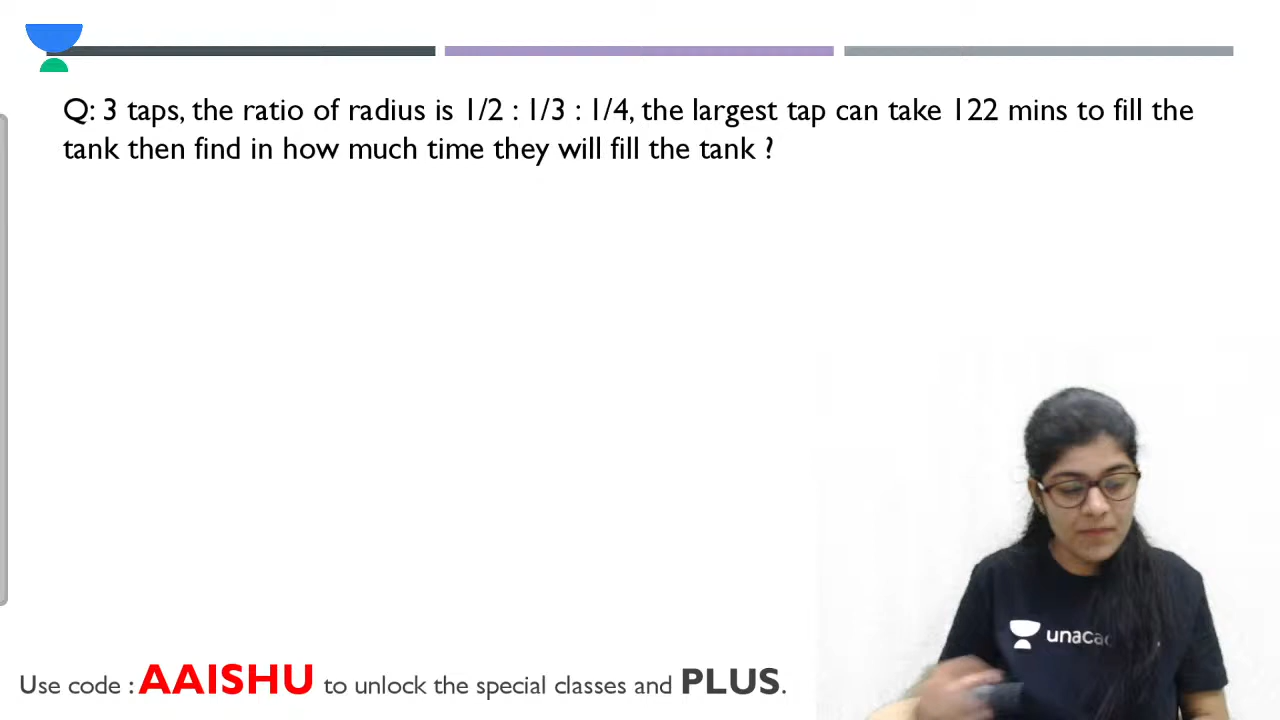 Q: 3 taps, the ratio of radius is 1/2 : 1/3 : 1/4, the largest tap can take 122 mins to fill the
tank then find in how much time they will fill the tank ?
unacad
Use code : AAISHU to unlock the special classes and PLUS.